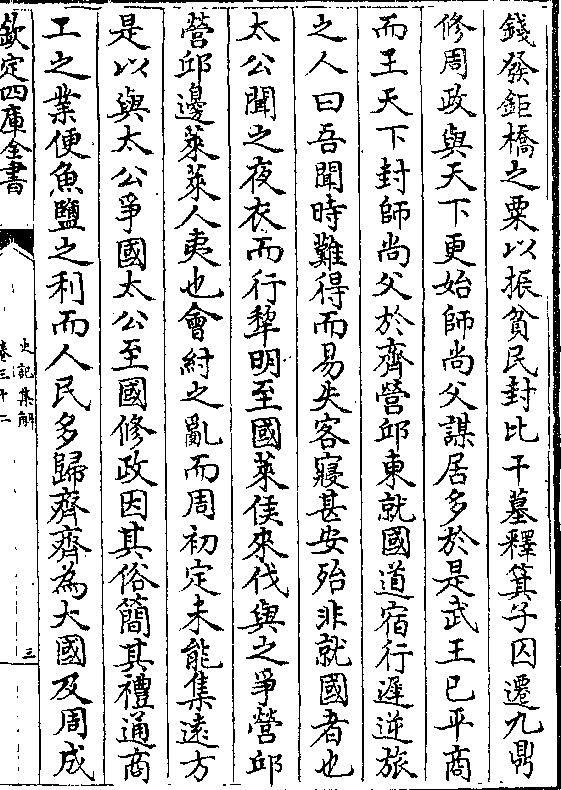 錢發鉅橋之粟以振貧民封比干墓釋箕子囚遷九鼎
修周政與天下更始師尚父謀居多於是武王已平商
而王天下封師尚父於齊營邱東就國道宿行遲逆旅
之人曰吾聞時難得而易失客寢甚安殆非就國者也
太公聞之夜衣而行犂明至國萊侯來伐與之爭營邱
營邱邊萊萊人夷也會紂之亂而周初定未能集遠方
是以與太公爭國太公至國修政因其俗簡其禮通商
工之業便魚鹽之利而人民多歸齊齊為大國及周成
欽定四庫全書
史記集解
卷三十二
三